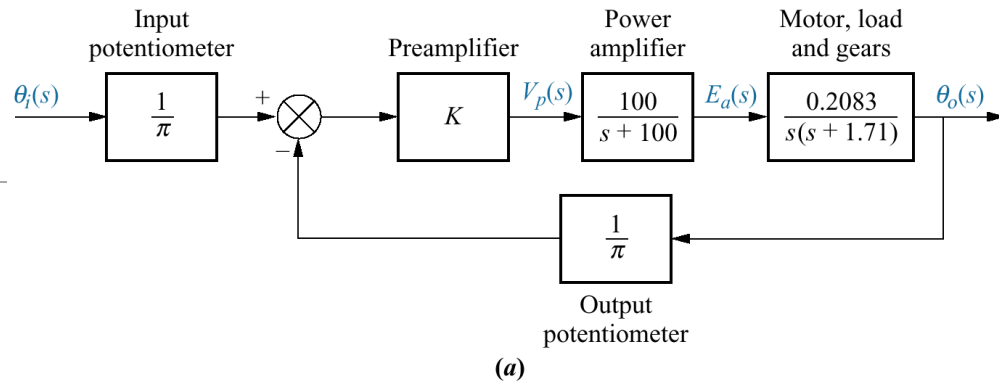 Input
potentiometer
Preamplifier
Power
amplifier
Motor, load
and gears
θi(s)
1
π
+
−
K
Vp(s)
100
s + 100
Ea(s)
0.2083
s(s + 1.71)
θo(s)
1
π
Output
potentiometer
(a)